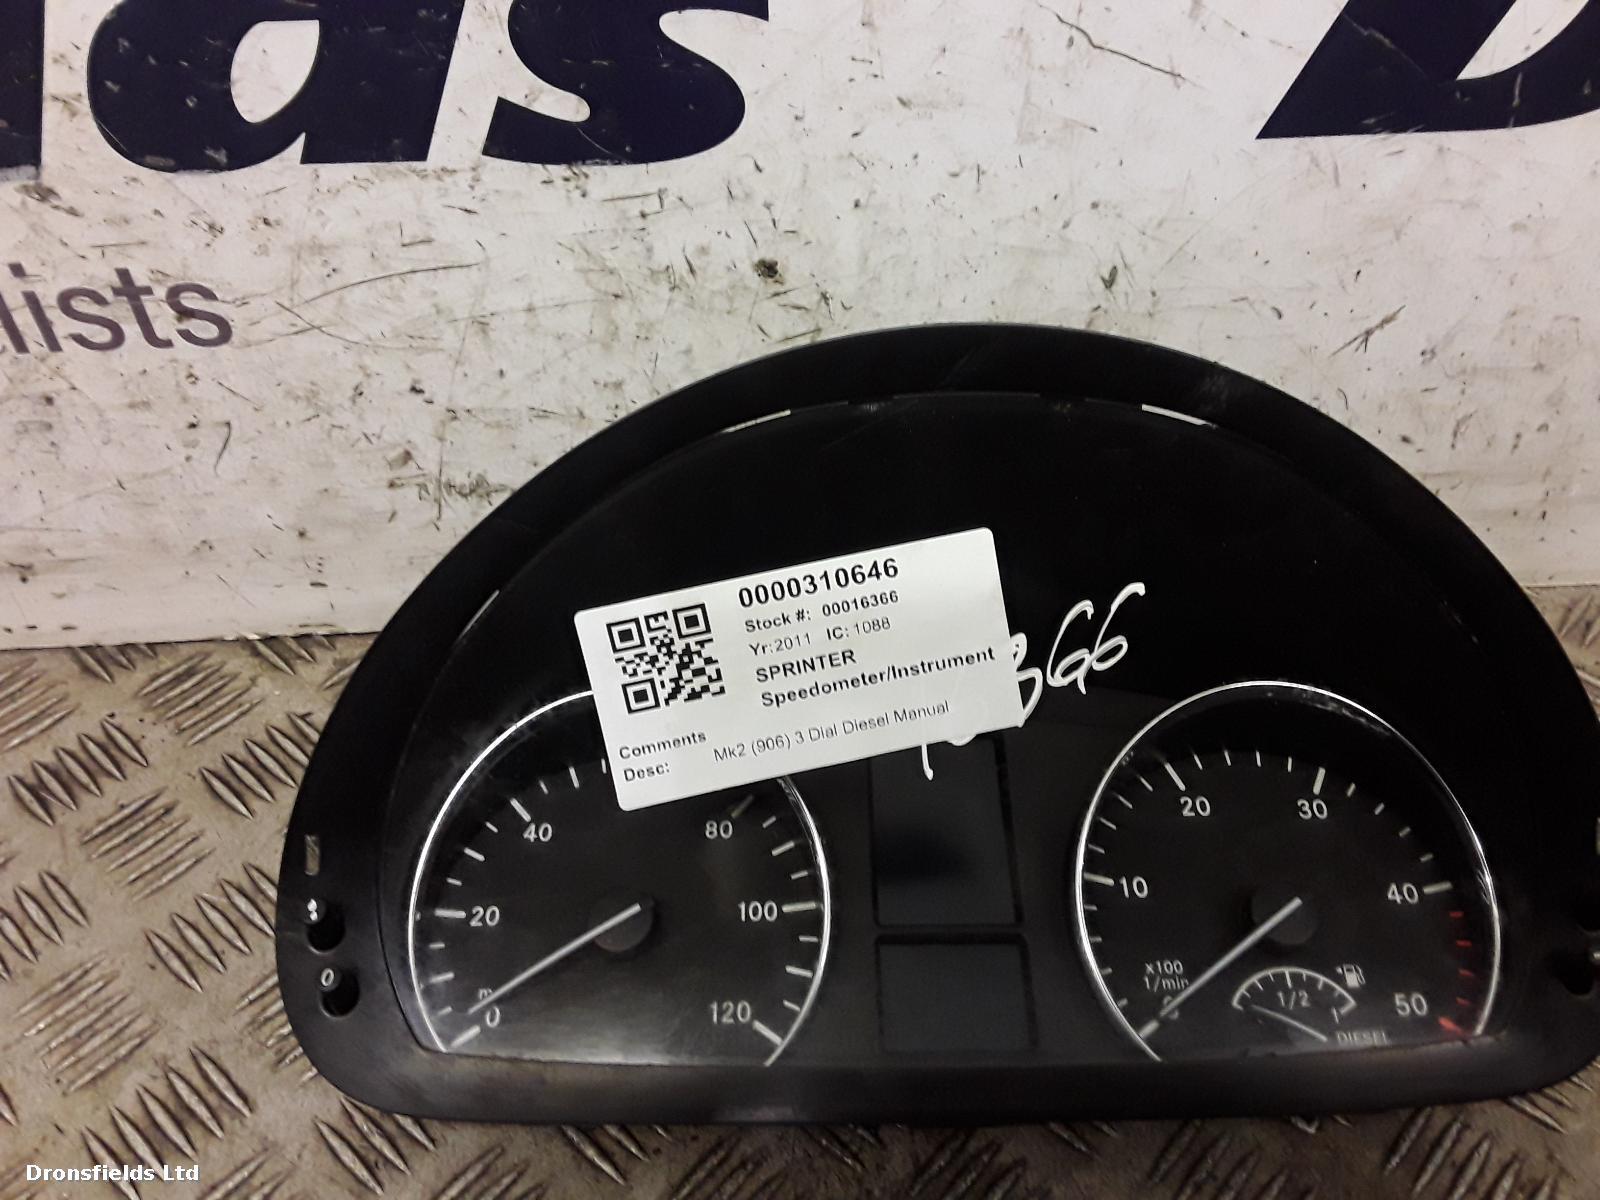 as
lists
0000310646
Stock #: 00016366
Yr:2011 IC:1088
SPRINTER
Speedometer/Instrument
Comments
Desc:
Mk2 (906) 3 Dial Diesel Manual
366
0
20
40
80
100
120
10
20
30
40
50
x100
1/min
0
1/2
1
DIESEL
0
Dronsfields Ltd